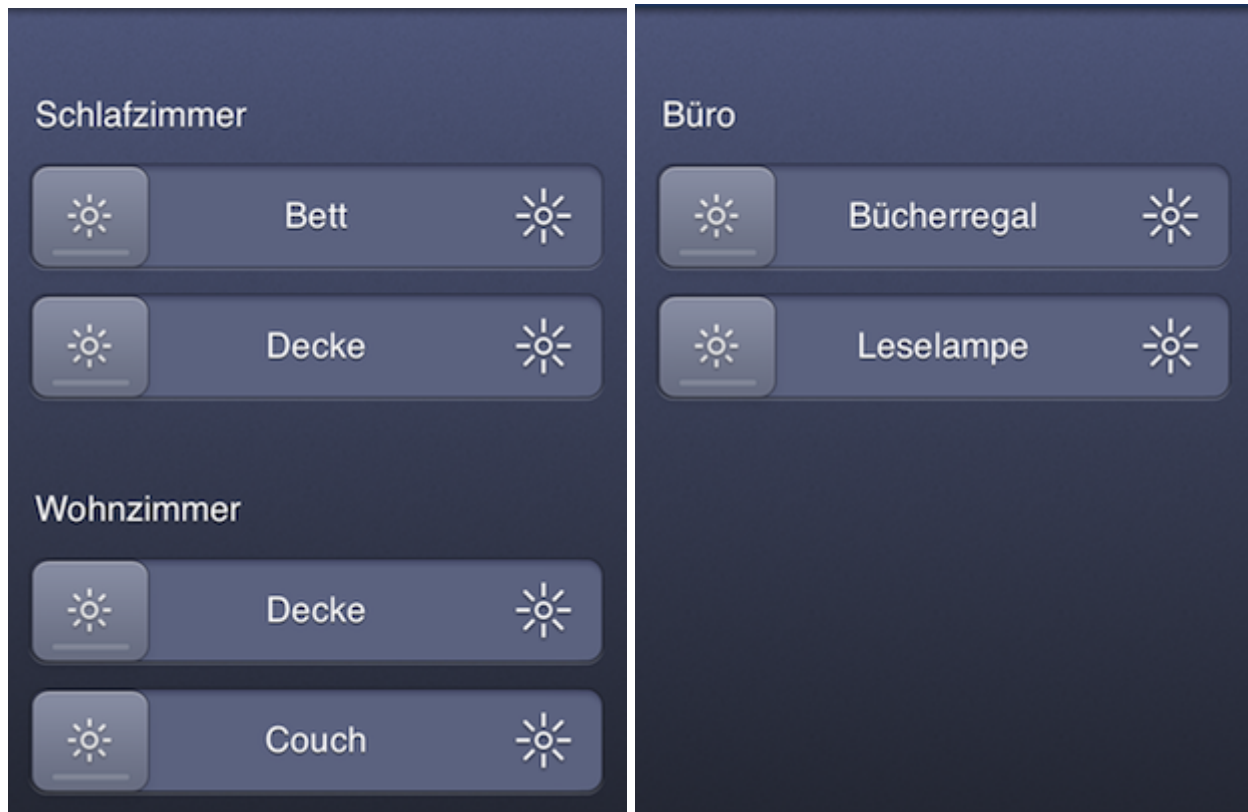 Schlafzimmer
Bett
Decke
Wohnzimmer
Decke
Couch
Büro
Bücherregal
Leselampe